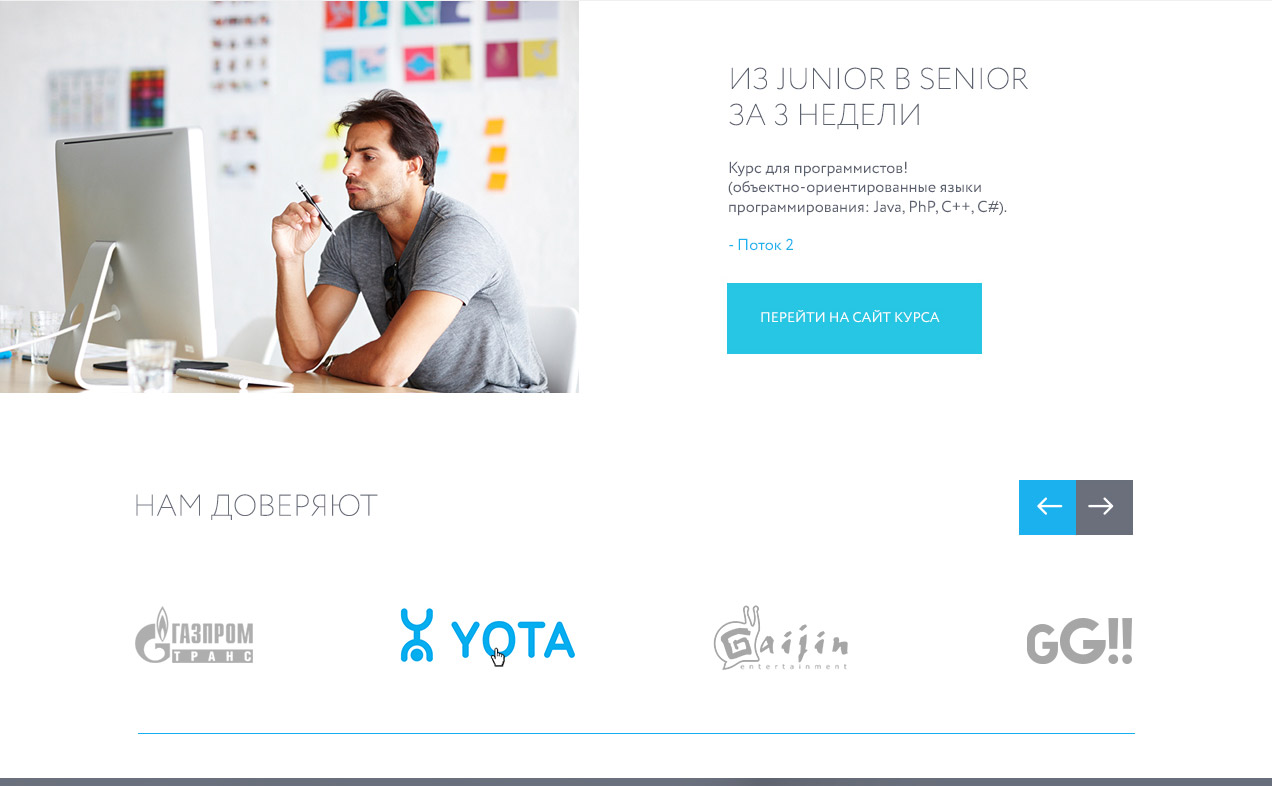 ИЗ JUNIOR В SENIOR
ЗА 3 НЕДЕЛИ
Курс для программистов!
(объектно-ориентированные языки
программирования: Java, PhP, C++, C#).
- Поток 2
ПЕРЕЙТИ НА САЙТ КУРСА
НАМ ДОВЕРЯЮТ
ГАЗПРОМ
ТРАНС
YOTA
Gaijin
entertainment
GG!!